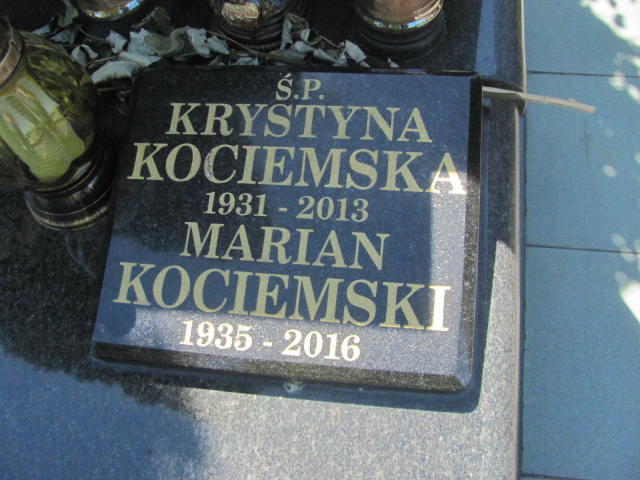 Ś.P.
KRYSTYNA
KOCIEMSKA
1931 - 2013
MARIAN
KOCIEMSKI
1935 - 2016